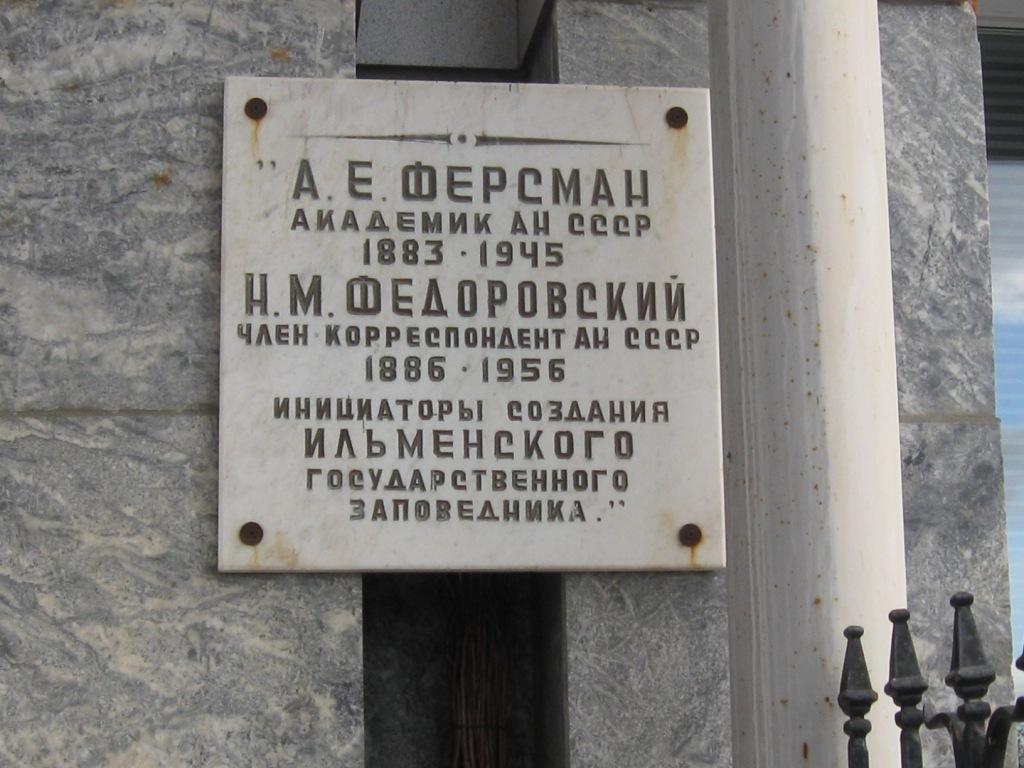 "А. Е. ФЕРСМАН
АКАДЕМИК АН СССР
1883 · 1945
Н. М. ФЕДОРОВСКИЙ
ЧЛЕН · КОРРЕСПОНДЕНТ АН СССР
1886 · 1956
ИНИЦИАТОРЫ СОЗДАНИЯ
ИЛЬМЕНСКОГО
ГОСУДАРСТВЕННОГО
ЗАПОВЕДНИКА."